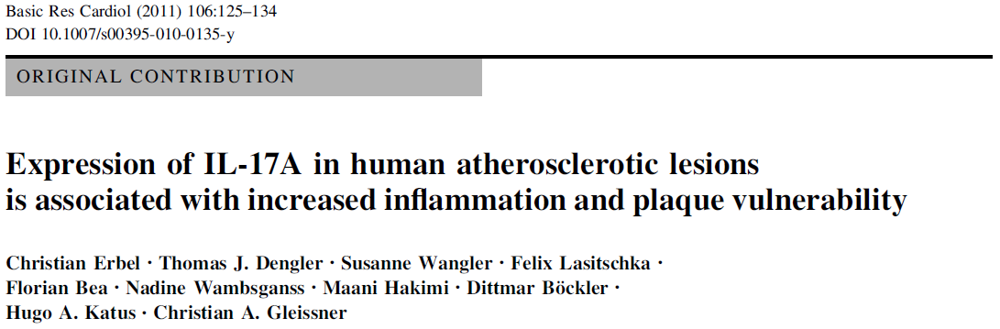 Basic Res Cardiol (2011) 106:125–134
DOI 10.1007/s00395-010-0135-y
ORIGINAL CONTRIBUTION
Expression of IL-17A in human atherosclerotic lesions
is associated with increased inflammation and plaque vulnerability
Christian Erbel · Thomas J. Dengler · Susanne Wangler · Felix Lasitschka ·
Florian Bea · Nadine Wambsganss · Maani Hakimi · Dittmar Böckler ·
Hugo A. Katus · Christian A. Gleissner